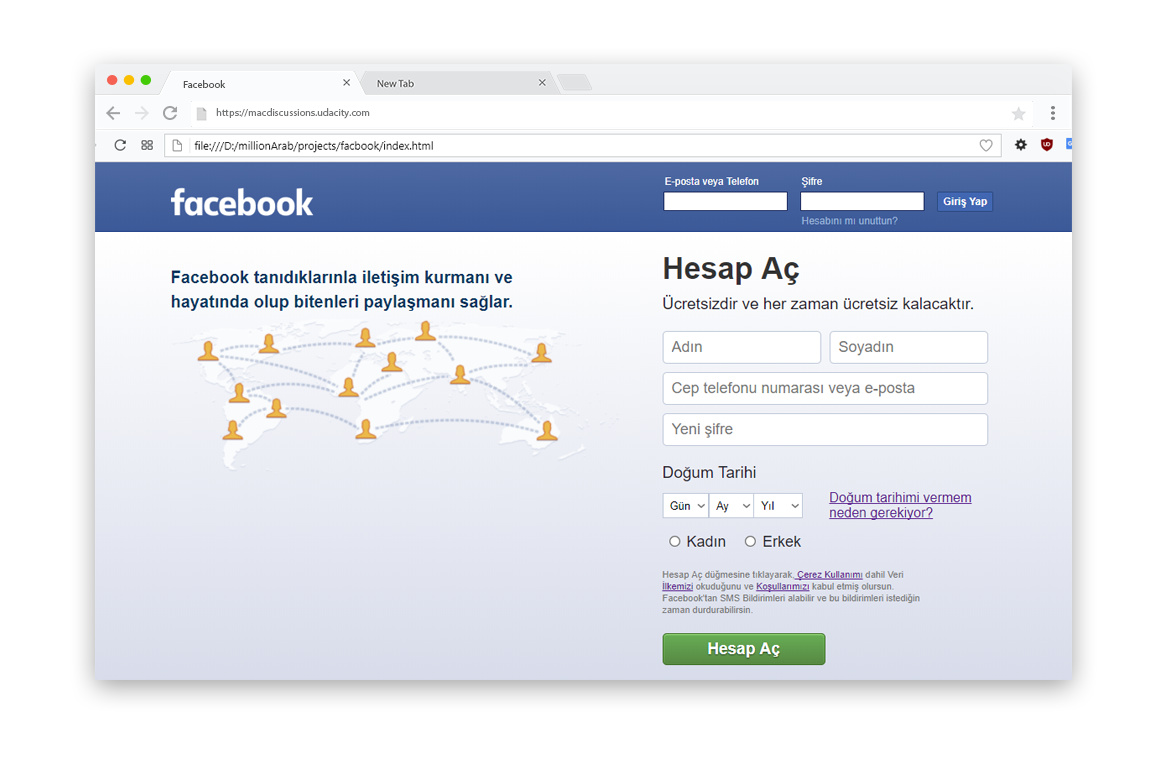 Facebook
New Tab
https://macdiscussions.udacity.com
file:///D:/millionArab/projects/facbook/index.html
facebook
E-posta veya Telefon
Şifre
Giriş Yap
Hesabını mı unuttun?
Facebook tanıdıklarınla iletişim kurmanı ve
hayatında olup bitenleri paylaşmanı sağlar.
Hesap Aç
Ücretsizdir ve her zaman ücretsiz kalacaktır.
Adın
Soyadın
Cep telefonu numarası veya e-posta
Yeni şifre
Doğum Tarihi
Gün
Ay
Yıl
Doğum tarihimi vermem
neden gerekiyor?
Kadın
Erkek
Hesap Aç düğmesine tıklayarak, Çerez Kullanımı dahil Veri
İlkemizi okuduğunu ve Koşullarımızı kabul etmiş olursun.
Facebook'tan SMS Bildirimleri alabilir ve bu bildirimleri istediğin
zaman durdurabilirsin.
Hesap Aç